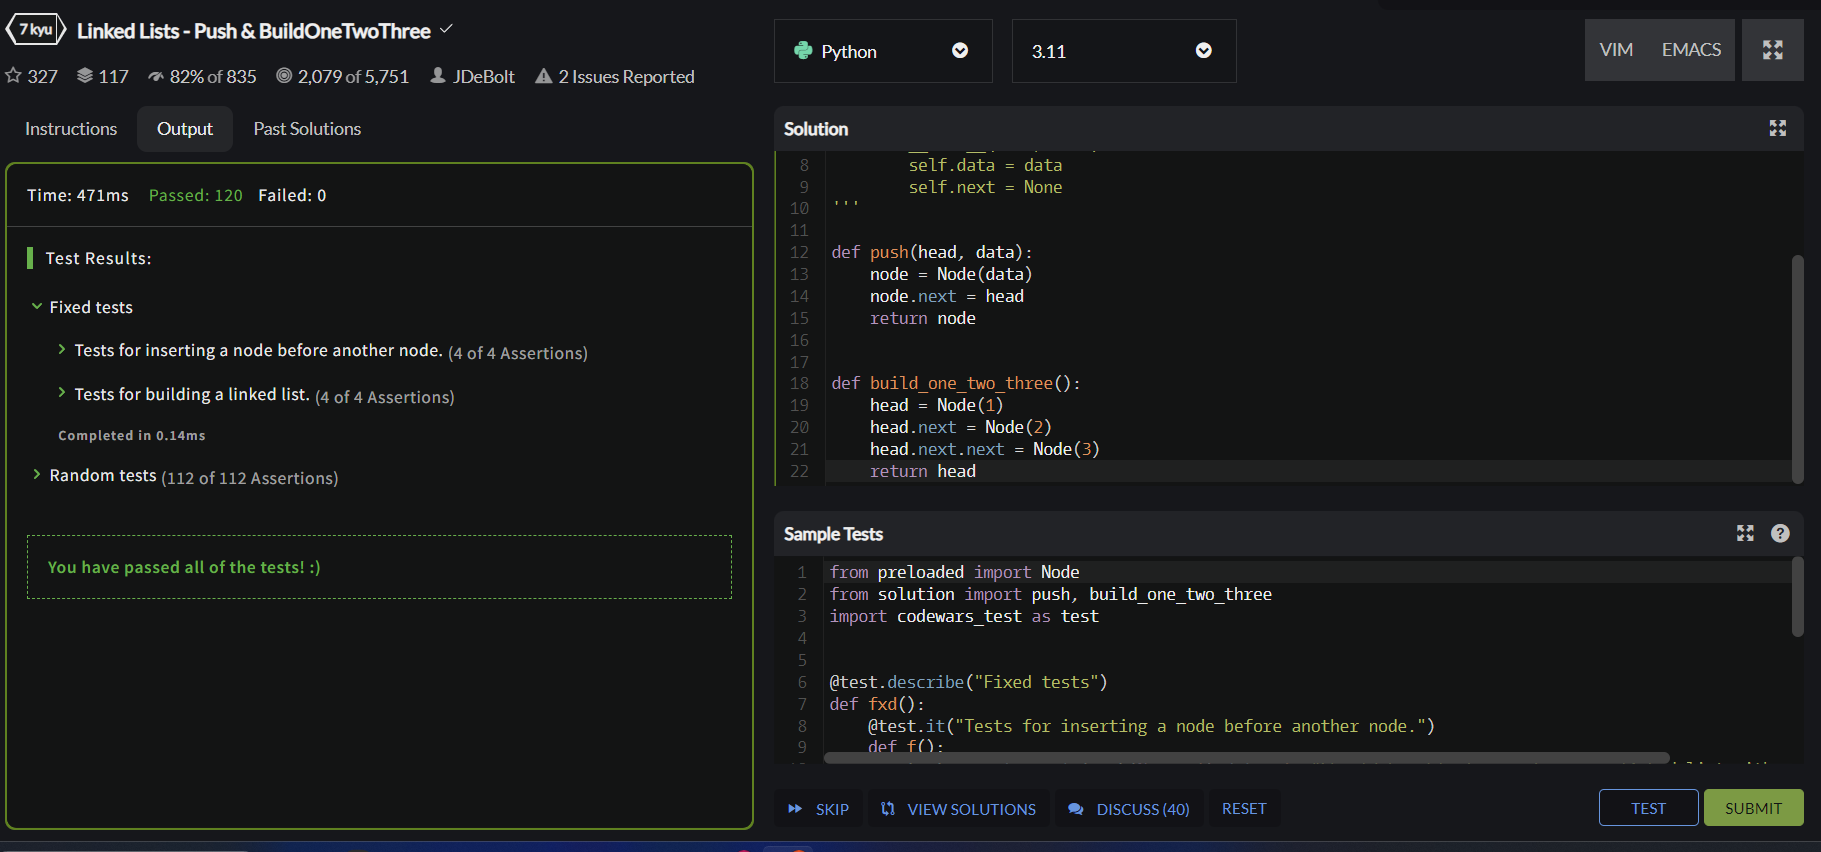 7 kyu
Linked Lists - Push & BuildOneTwoThree
327 117 82% of 835 2,079 of 5,751 JDeBolt 2 Issues Reported
Instructions Output Past Solutions
Time: 471ms Passed: 120 Failed: 0
Test Results:
Fixed tests
Tests for inserting a node before another node. (4 of 4 Assertions)
Tests for building a linked list. (4 of 4 Assertions)
Completed in 0.14ms
Random tests (112 of 112 Assertions)
You have passed all of the tests! :)
Python
3.11
VIM EMACS
Solution
8 self.data = data
9 self.next = None
10 '''
11
12 def push(head, data):
13 node = Node(data)
14 node.next = head
15 return node
16
17
18 def build_one_two_three():
19 head = Node(1)
20 head.next = Node(2)
21 head.next.next = Node(3)
22 return head
Sample Tests
?
1 from preloaded import Node
2 from solution import push, build_one_two_three
3 import codewars_test as test
4
5
6 @test.describe("Fixed tests")
7 def fxd():
8 @test.it("Tests for inserting a node before another node.")
9 def f():
SKIP VIEW SOLUTIONS DISCUSS (40) RESET TEST SUBMIT